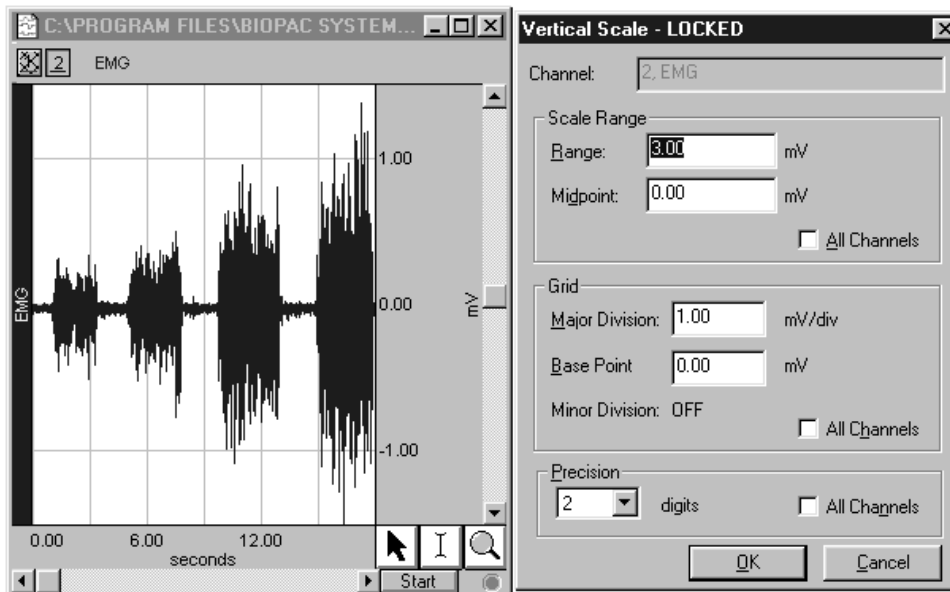 C:\PROGRAM FILES\BIOPAC SYSTEM...
2 EMG
EMG
1.00
0.00
-1.00
mV
0.00 6.00 12.00
seconds
Start
Vertical Scale - LOCKED
Channel: 2, EMG
Scale Range
Range: 3.00 mV
Midpoint: 0.00 mV
All Channels
Grid
Major Division: 1.00 mV/div
Base Point 0.00 mV
Minor Division: OFF
All Channels
Precision
2 digits All Channels
OK Cancel